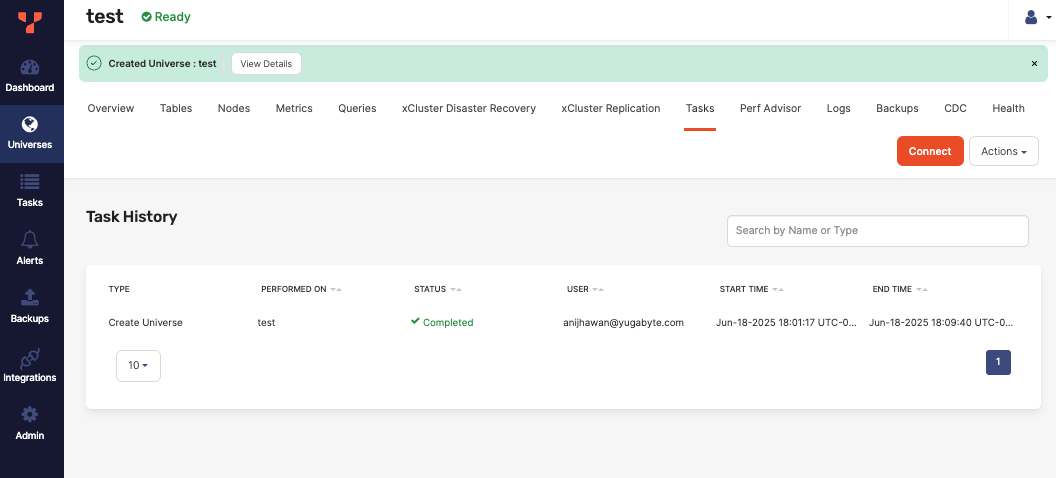 test Ready
Created Universe : test View Details ×
Dashboard
Universes
Tasks
Alerts
Backups
Integrations
Admin
Overview Tables Nodes Metrics Queries xCluster Disaster Recovery xCluster Replication Tasks Perf Advisor Logs Backups CDC Health
Connect Actions
Task History
Search by Name or Type
TYPE PERFORMED ON STATUS USER START TIME END TIME
Create Universe test Completed anijhawan@yugabyte.com Jun-18-2025 18:01:17 UTC-0... Jun-18-2025 18:09:40 UTC-0...
10 1